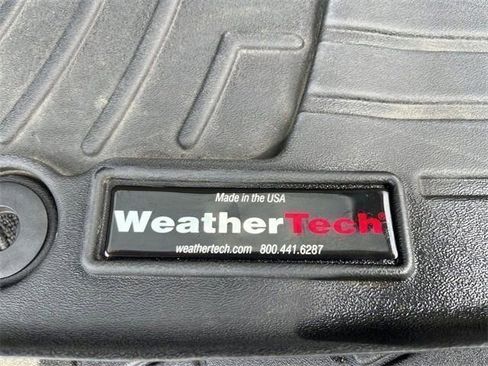 Made in the USA
WeatherTech®
weathertech.com 800.441.6287